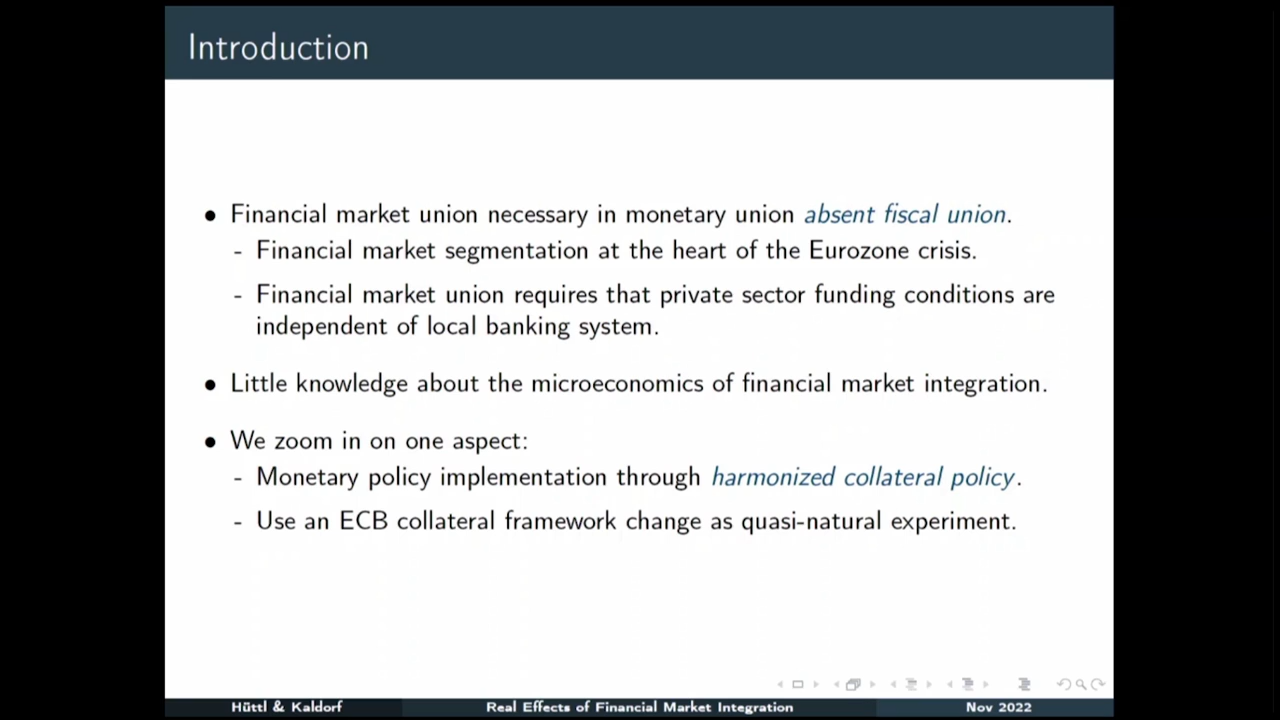 Introduction
• Financial market union necessary in monetary union absent fiscal union.
- Financial market segmentation at the heart of the Eurozone crisis.
- Financial market union requires that private sector funding conditions are
independent of local banking system.
• Little knowledge about the microeconomics of financial market integration.
• We zoom in on one aspect:
- Monetary policy implementation through harmonized collateral policy.
- Use an ECB collateral framework change as quasi-natural experiment.
Hüttl & Kaldorf Real Effects of Financial Market Integration Nov 2022